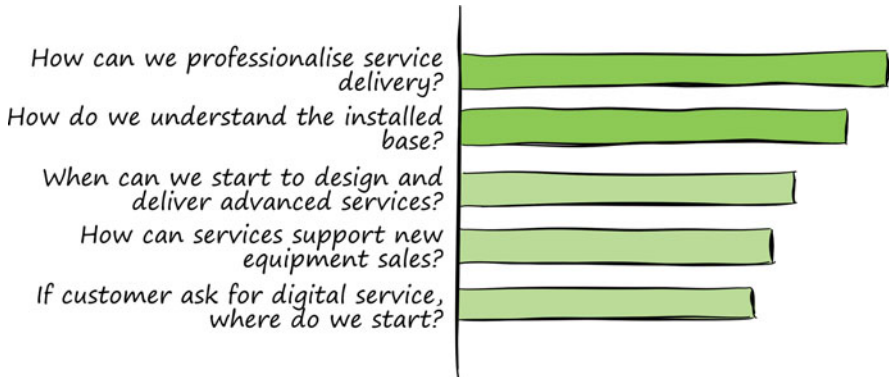 How can we professionalise service
delivery?
How do we understand the installed
base?
When can we start to design and
deliver advanced services?
How can services support new
equipment sales?
If customer ask for digital service,
where do we start?